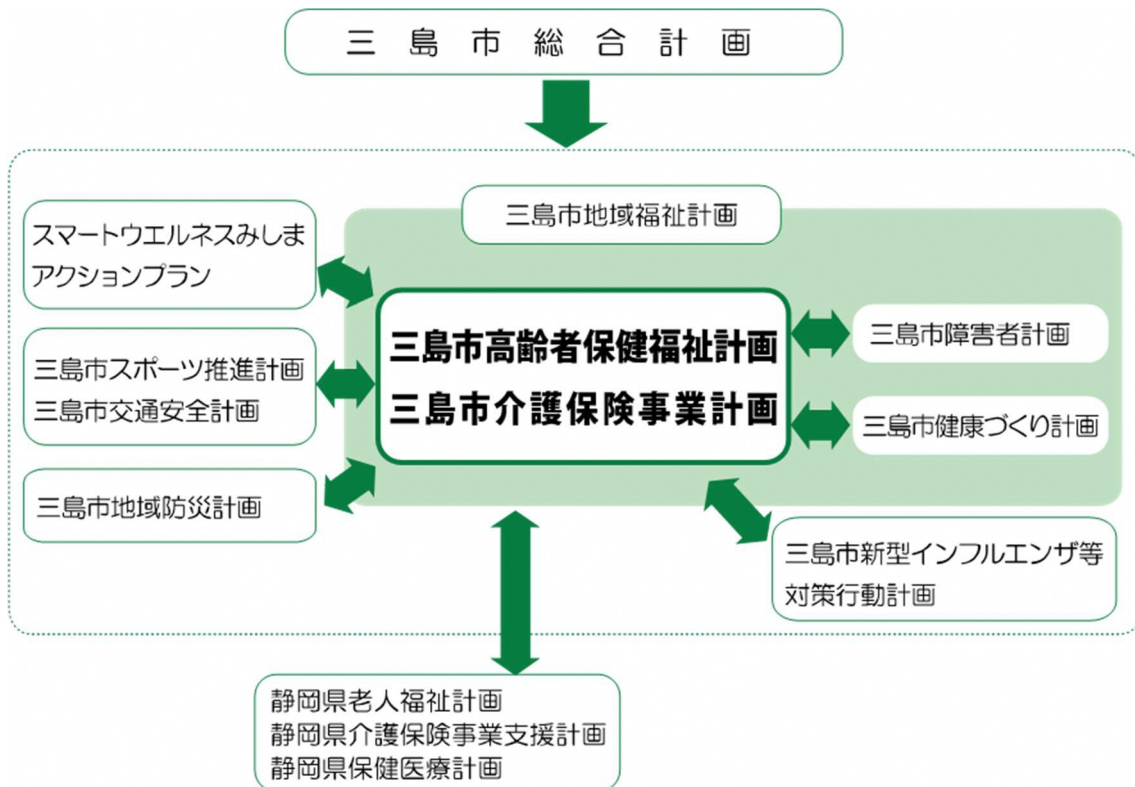 三島市総合計画
三島市地域福祉計画
スマートウエルネスみしま
アクションプラン
三島市スポーツ推進計画
三島市交通安全計画
三島市地域防災計画
三島市高齢者保健福祉計画
三島市介護保険事業計画
三島市障害者計画
三島市健康づくり計画
三島市新型インフルエンザ等
対策行動計画
静岡県老人福祉計画
静岡県介護保険事業支援計画
静岡県保健医療計画